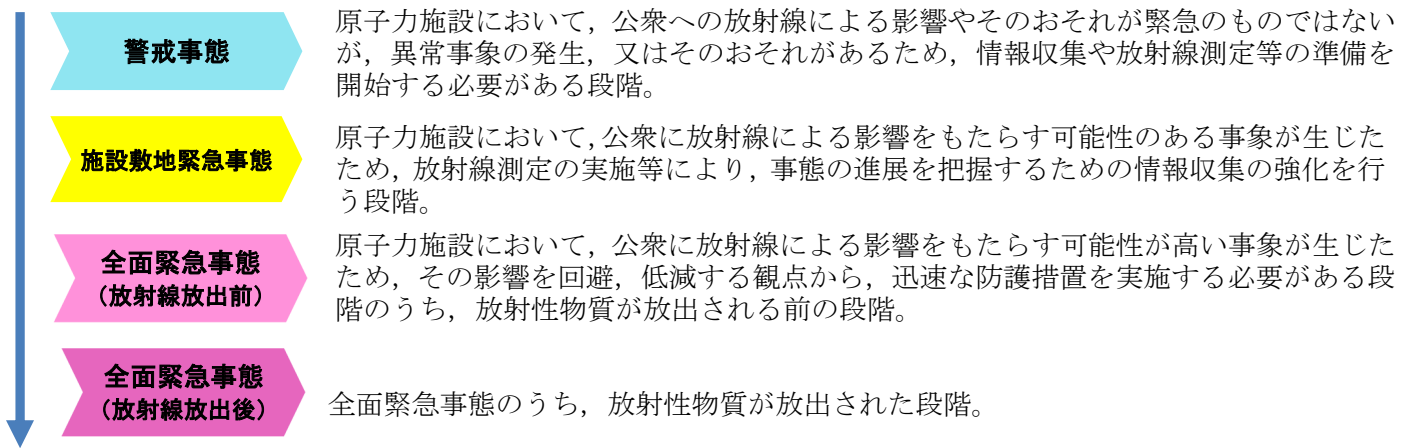 警戒事態
原子力施設において，公衆への放射線による影響やそのおそれが緊急のものではない
が，異常事象の発生，又はそのおそれがあるため，情報収集や放射線測定等の準備を
開始する必要がある段階。
施設敷地緊急事態
原子力施設において，公衆に放射線による影響をもたらす可能性のある事象が生じた
ため，放射線測定の実施等により，事態の進展を把握するための情報収集の強化を行
う段階。
全面緊急事態
（放射線放出前）
原子力施設において，公衆に放射線による影響をもたらす可能性が高い事象が生じた
ため，その影響を回避，低減する観点から，迅速な防護措置を実施する必要がある段
階のうち，放射性物質が放出される前の段階。
全面緊急事態
（放射線放出後）
全面緊急事態のうち，放射性物質が放出された段階。